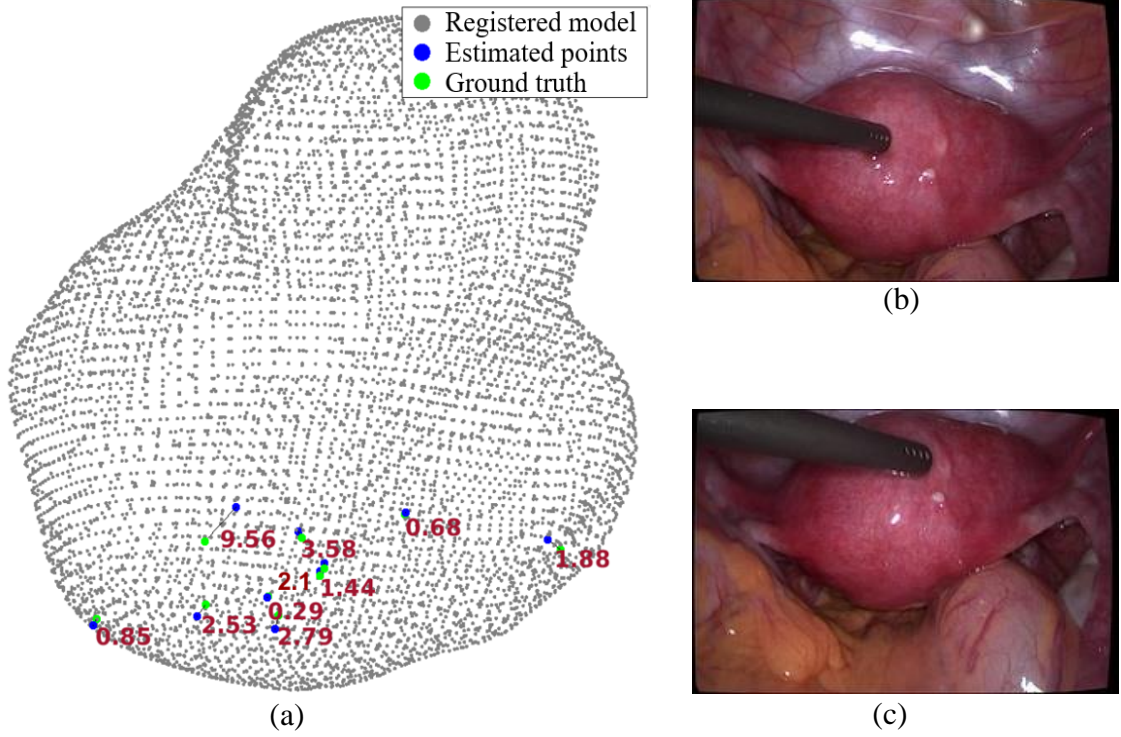 Registered model
Estimated points
Ground truth
9.56
3.58
0.68
1.88
2.1
1.44
0.29
2.53
2.79
0.85
(a)
(b)
(c)